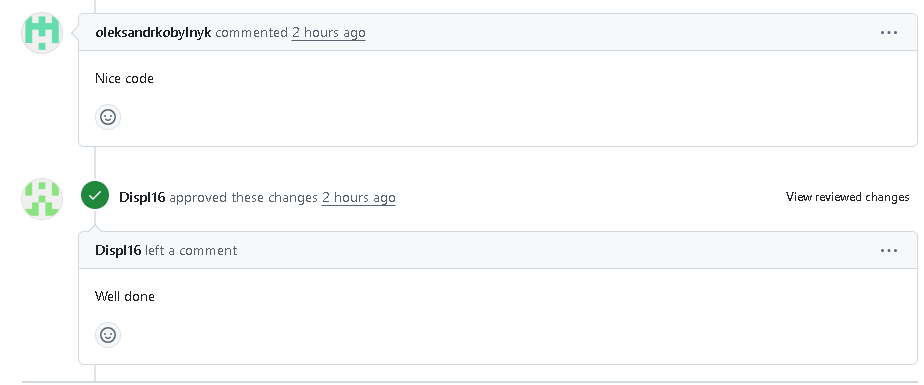 oleksandrkobylnyk commented 2 hours ago
Nice code
Displ16 approved these changes 2 hours ago
View reviewed changes
Displ16 left a comment
Well done